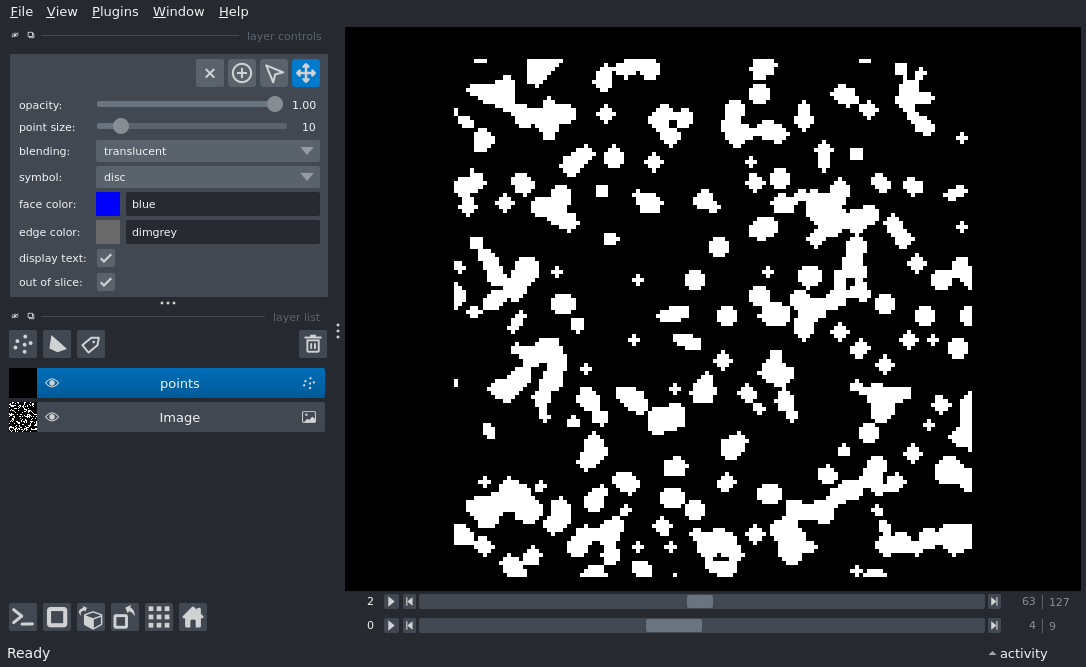 File View Plugins Window Help
layer controls
opacity: 1.00
point size: 10
blending: translucent
symbol: disc
face color: blue
edge color: dimgrey
display text:
out of slice:
layer list
points
Image
2 63 127
0 4 9
Ready activity